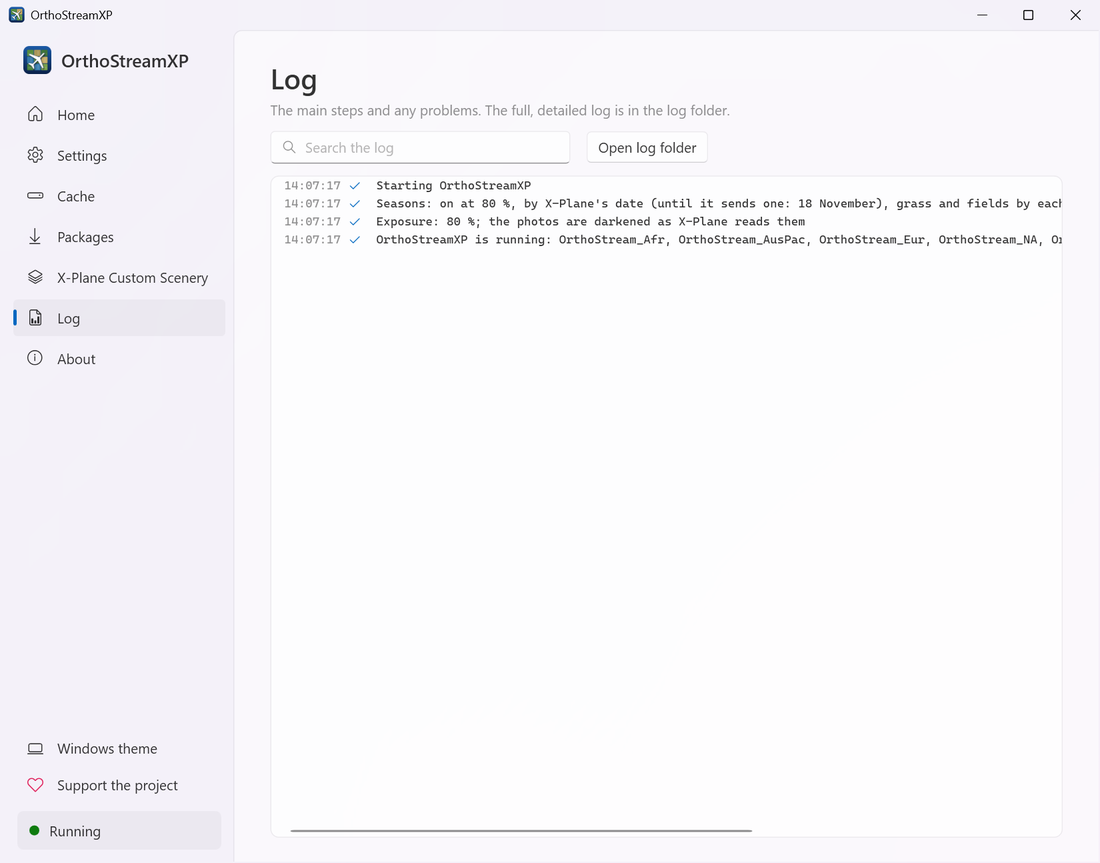 OrthoStreamXP
OrthoStreamXP
Home
Settings
Cache
Packages
X-Plane Custom Scenery
Log
About
Windows theme
Support the project
Running
Log
The main steps and any problems. The full, detailed log is in the log folder.
Search the log
Open log folder
14:07:17 ✓ Starting OrthoStreamXP
14:07:17 ✓ Seasons: on at 80 %, by X-Plane's date (until it sends one: 18 November), grass and fields by each
14:07:17 ✓ Exposure: 80 %; the photos are darkened as X-Plane reads them
14:07:17 ✓ OrthoStreamXP is running: OrthoStream_Afr, OrthoStream_AusPac, OrthoStream_Eur, OrthoStream_NA,